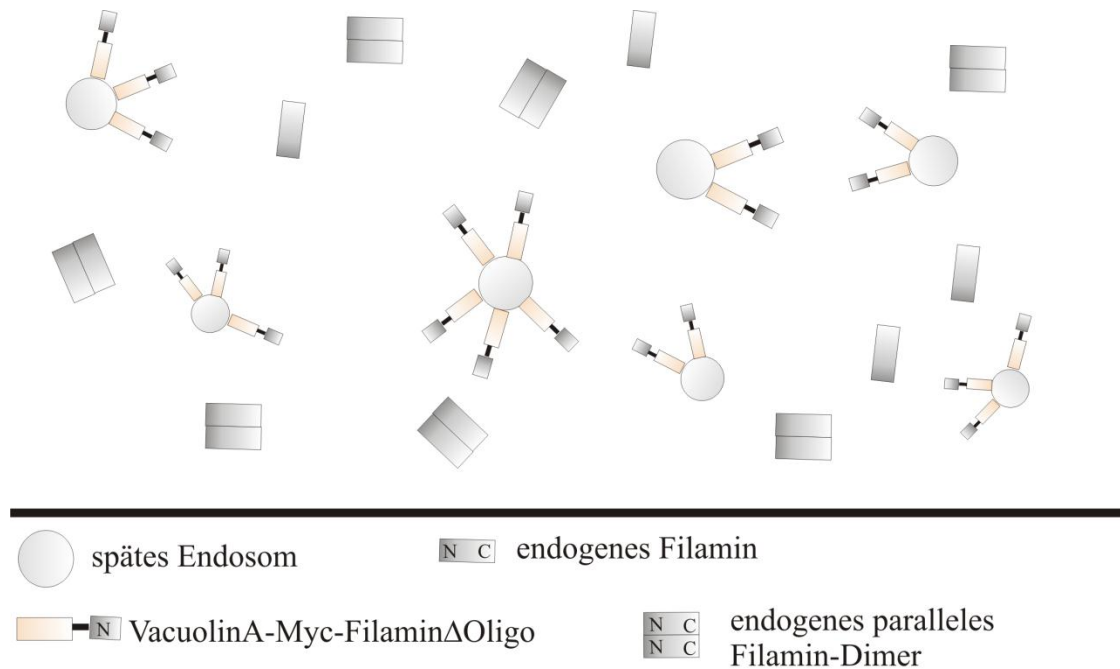 spätes Endosom
N C endogenes Filamin
N VacuolinA-Myc-FilaminΔOligo
N C
N C
endogenes paralleles
Filamin-Dimer